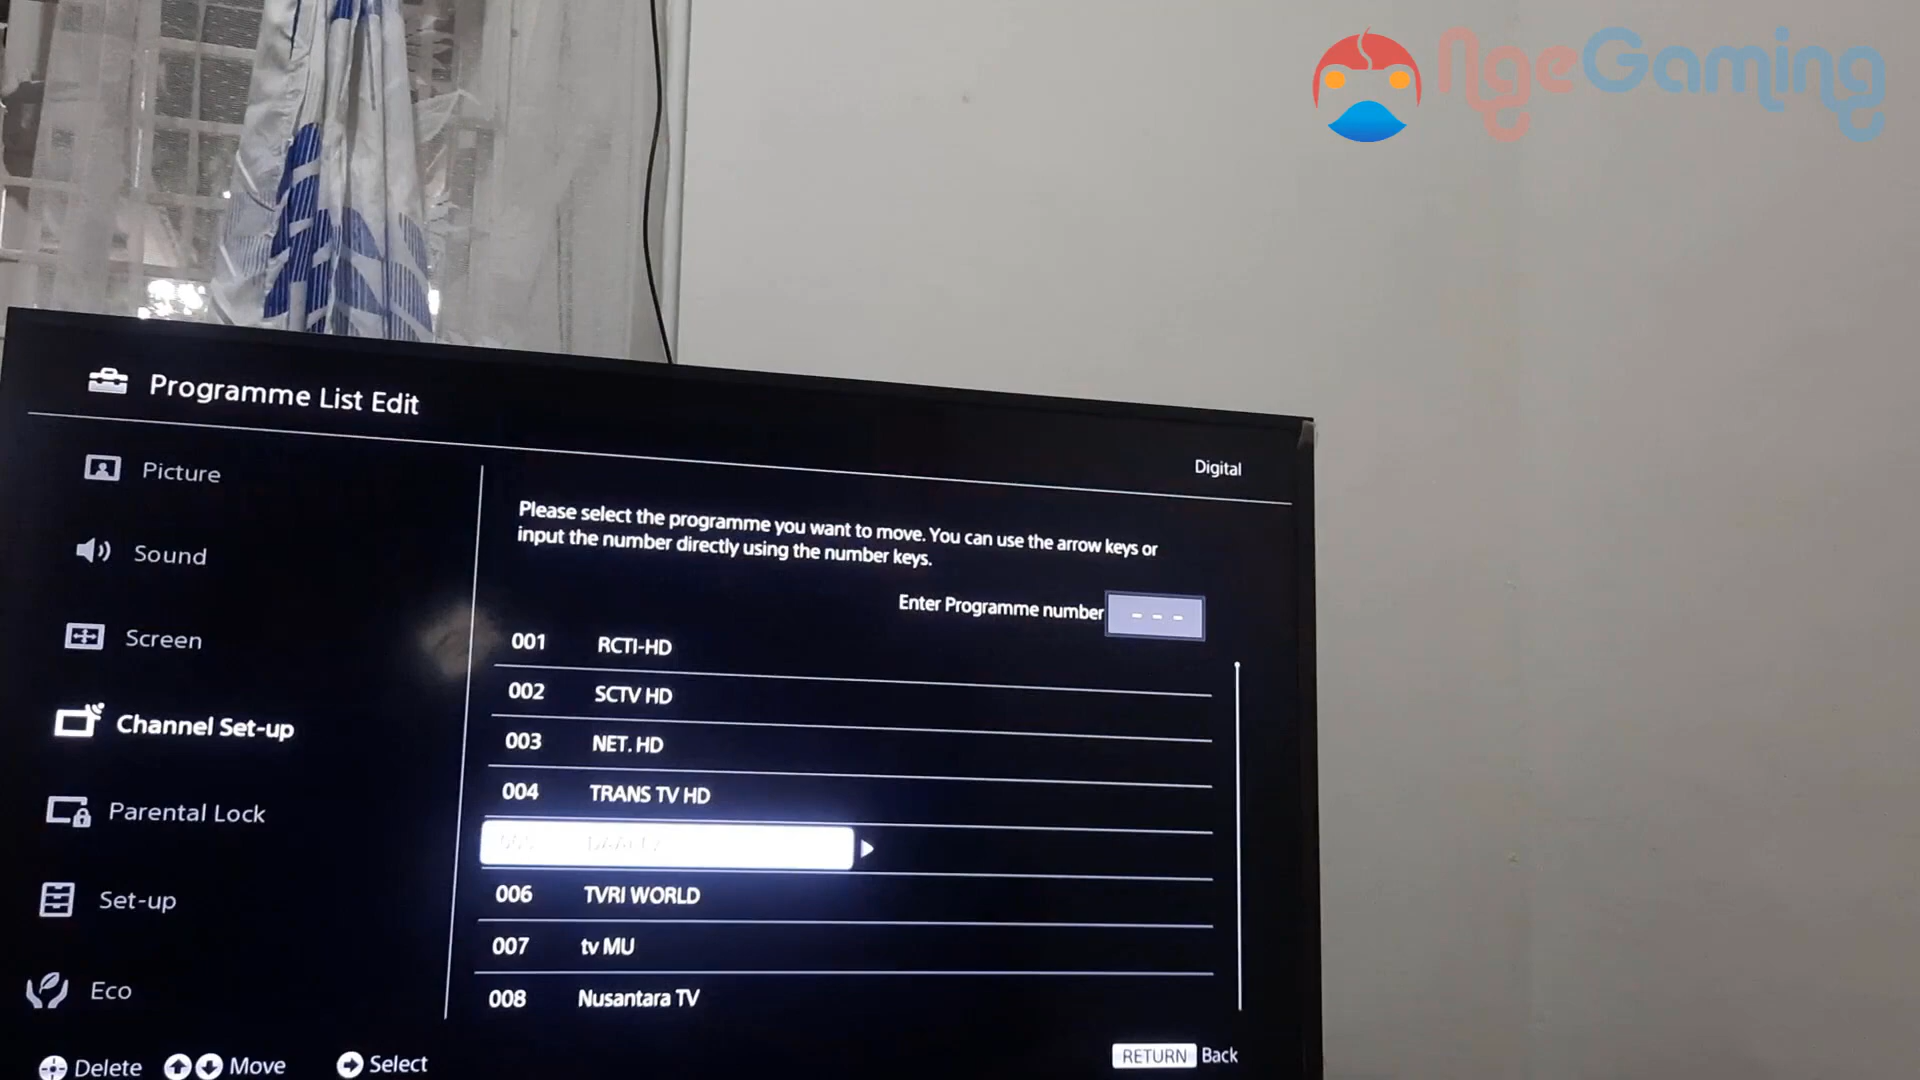 NgeGaming
Programme List Edit
Digital
Picture
Sound
Screen
Channel Set-up
Parental Lock
Set-up
Eco
Please select the programme you want to move. You can use the arrow keys or
input the number directly using the number keys.
Enter Programme number - - -
001 RCTI-HD
002 SCTV HD
003 NET. HD
004 TRANS TV HD
006 TVRI WORLD
007 tv MU
008 Nusantara TV
Delete Move Select
RETURN Back